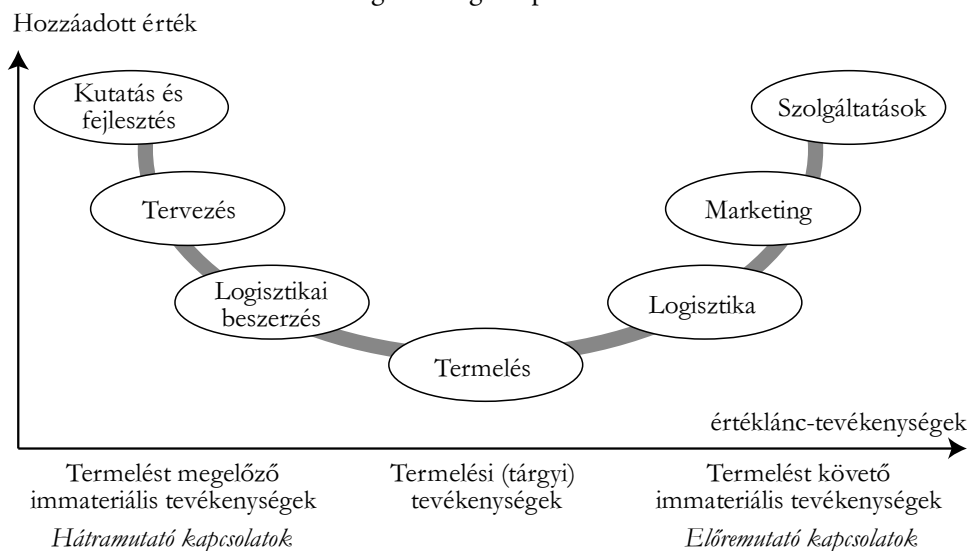 Hozzáadott érték
Kutatás és
fejlesztés
Szolgáltatások
Tervezés
Marketing
Logisztikai
beszerzés
Logisztika
Termelés
értéklánc-tevékenységek
Termelést megelőző
immateriális tevékenységek
Hátramutató kapcsolatok
Termelési (tárgyi)
tevékenységek
Termelést követő
immateriális tevékenységek
Előremutató kapcsolatok